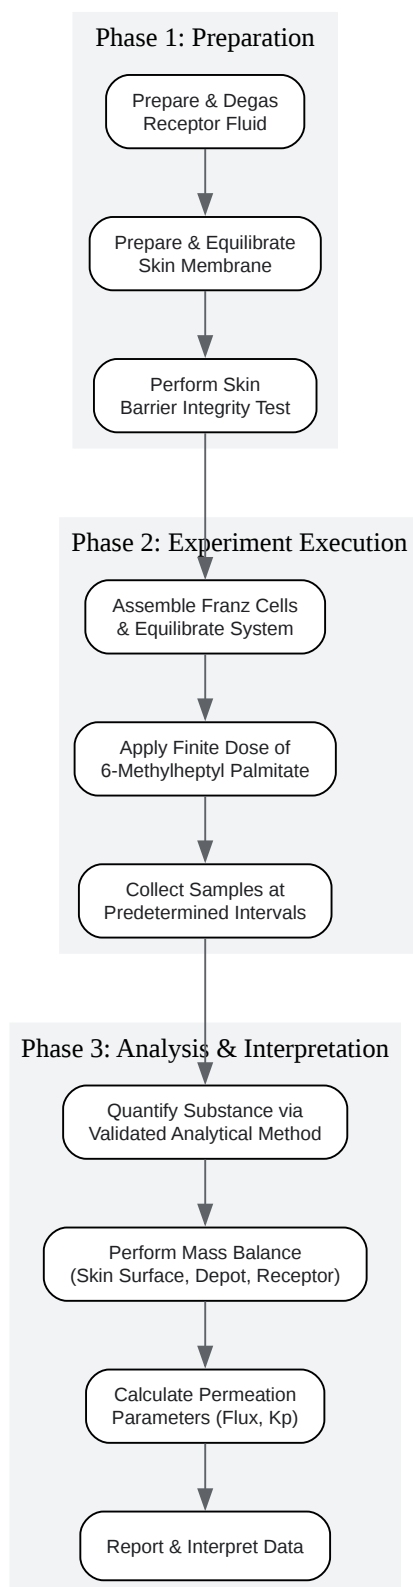 Phase 1: Preparation
Prepare & Degas
Receptor Fluid
Prepare & Equilibrate
Skin Membrane
Perform Skin
Barrier Integrity Test
Phase 2: Experiment Execution
Assemble Franz Cells
& Equilibrate System
Apply Finite Dose of
6-Methylheptyl Palmitate
Collect Samples at
Predetermined Intervals
Phase 3: Analysis & Interpretation
Quantify Substance via
Validated Analytical Method
Perform Mass Balance
(Skin Surface, Depot, Receptor)
Calculate Permeation
Parameters (Flux, Kp)
Report & Interpret Data